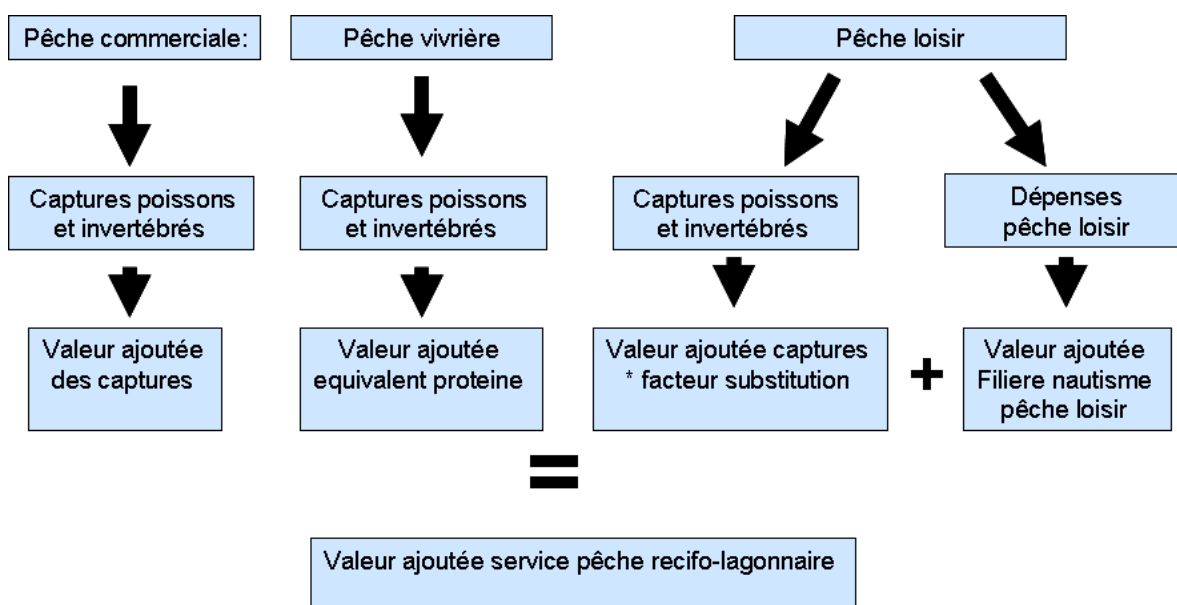 Pêche commerciale:
Pêche vivrière
Pêche loisir
Captures poissons
et invertébrés
Captures poissons
et invertébrés
Captures poissons
et invertébrés
Dépenses
pêche loisir
Valeur ajoutée
des captures
Valeur ajoutée
equivalent proteine
Valeur ajoutée captures
* facteur substitution
+
Valeur ajoutée
Filiere nautisme
pêche loisir
=
Valeur ajoutée service pêche recifo-lagonnaire